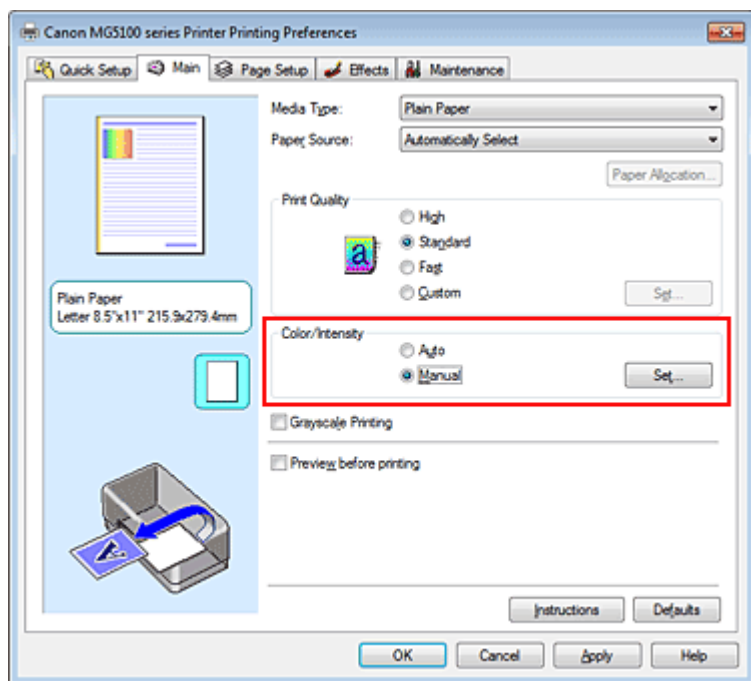 Canon MG5100 series Printer Printing Preferences
Quick Setup Main Page Setup Effects Maintenance
Media Type: Plain Paper
Paper Source: Automatically Select
Paper Allocation...
Print Quality
High
a Standard
Fast
Custom Set...
Plain Paper
Letter 8.5"x11" 215.9x279.4mm
Color/Intensity
Auto
Manual Set...
Grayscale Printing
Preview before printing
A
Instructions Defaults
OK Cancel Apply Help